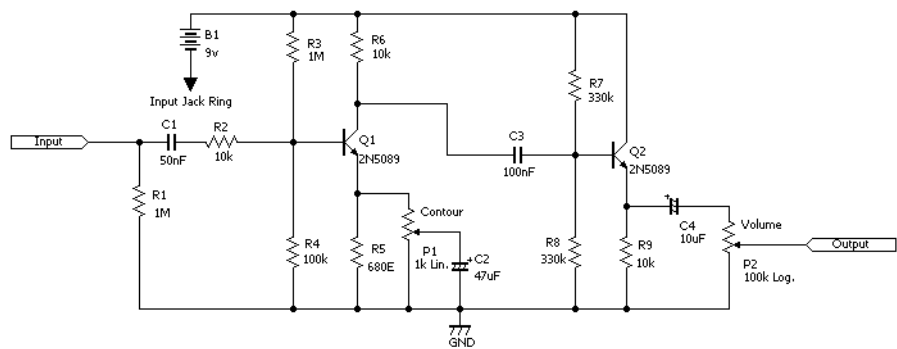 B1
9v
Input Jack Ring
R3
1M
R6
10k
R7
330k
Input
C1
50nF
R2
10k
Q1
2N5089
C3
100nF
Q2
2N5089
R1
1M
R4
100k
R5
680E
Contour
P1
1k Lin.
+
C2
47uF
R8
330k
R9
10k
+
C4
10uF
Volume
P2
100k Log.
Output
GND